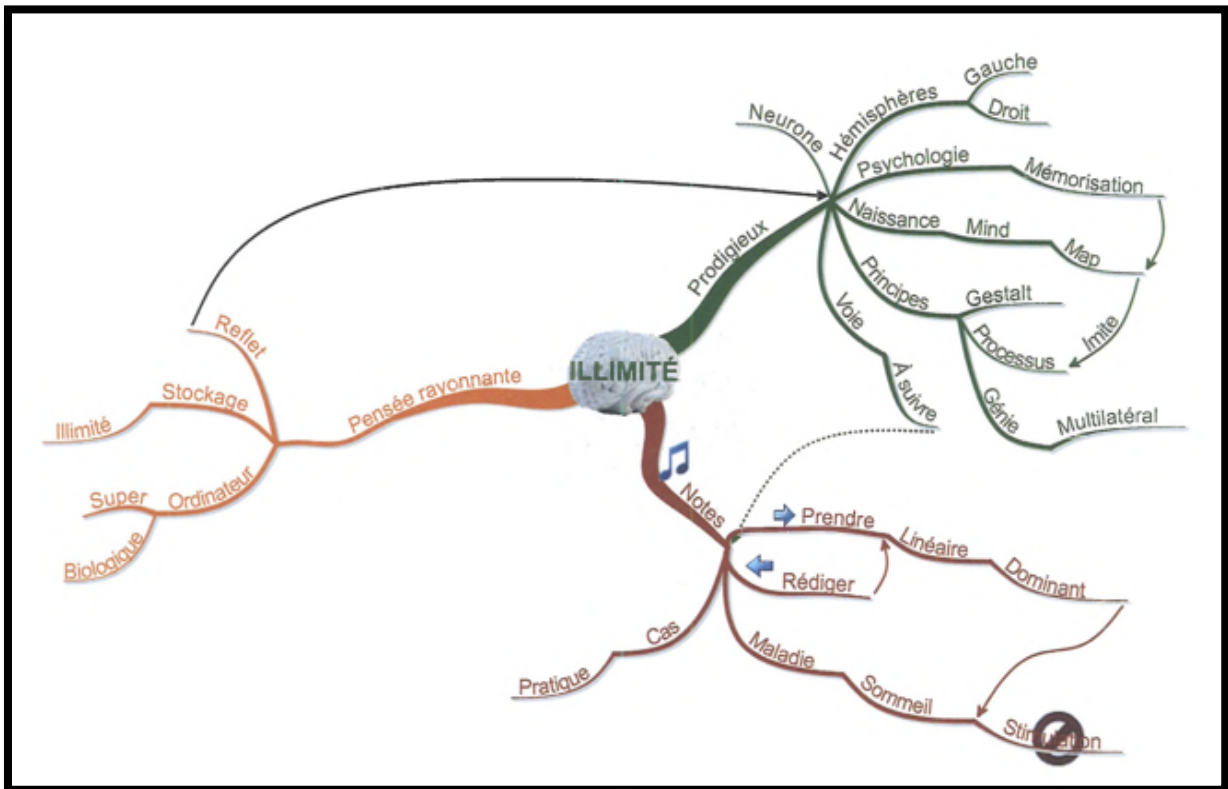 ILLIMITÉ
Prodigieux
Neurone
Hémisphères
Gauche
Droit
Psychologie
Mémorisation
Naissance
Mind
Map
Principes
Gestalt
Processus
Imite
Génie
Multilatéral
Voie
À suivre
Notes
Prendre
Linéaire
Dominant
Rédiger
Maladie
Sommeil
Stimulation
Cas
Pratique
Pensée rayonnante
Reflet
Stockage
Illimité
Ordinateur
Super
Biologique